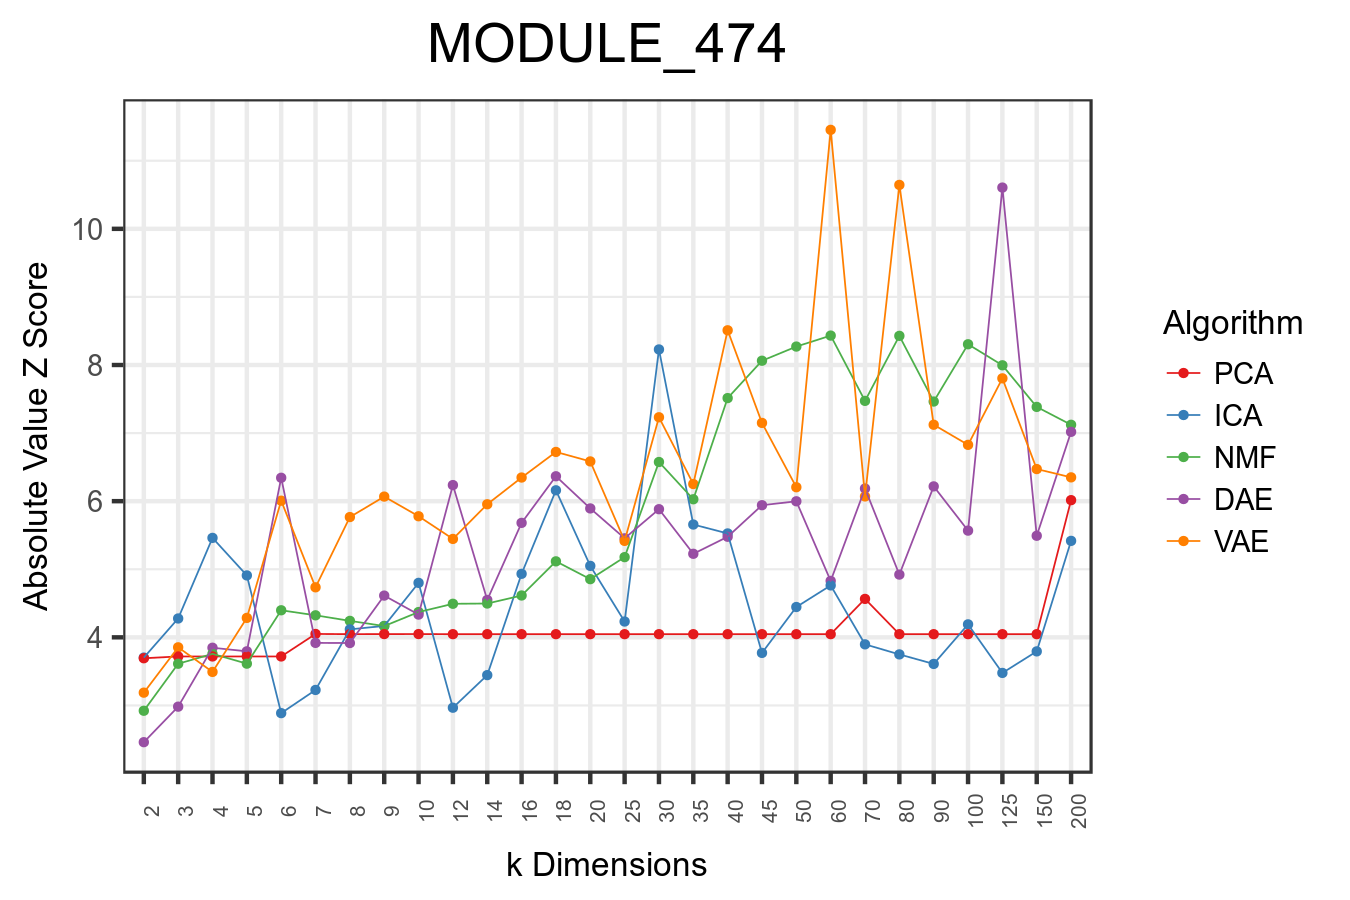 MODULE_474
Absolute Value Z Score
10
8
6
4
2 3 4 5 6 7 8 9 10 12 14 16 18 20 25 30 35 40 45 50 60 70 80 90 100 125 150 200
k Dimensions
Algorithm
PCA
ICA
NMF
DAE
VAE